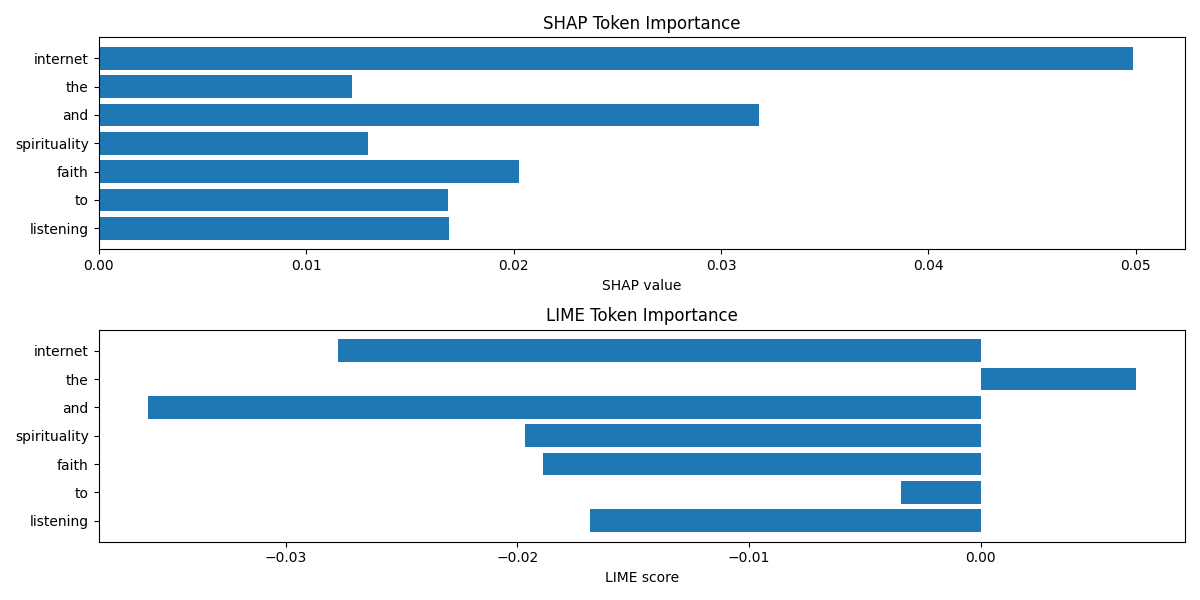 SHAP Token Importance
internet
the
and
spirituality
faith
to
listening
0.00 0.01 0.02 0.03 0.04 0.05
SHAP value
LIME Token Importance
internet
the
and
spirituality
faith
to
listening
−0.03 −0.02 −0.01 0.00
LIME score